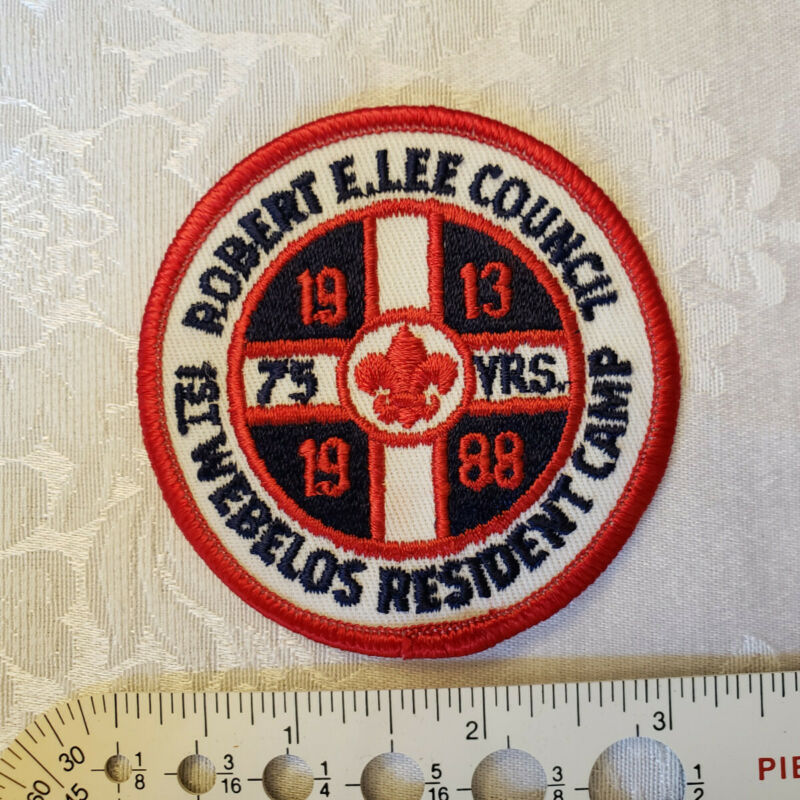 ROBERT E. LEE COUNCIL
19 13
75 YRS.
19 88
1ST WEBELOS RESIDENT CAMP
1 2 3
30
60
45
1/8 3/16 1/4 5/16 3/8 1/2
PIE